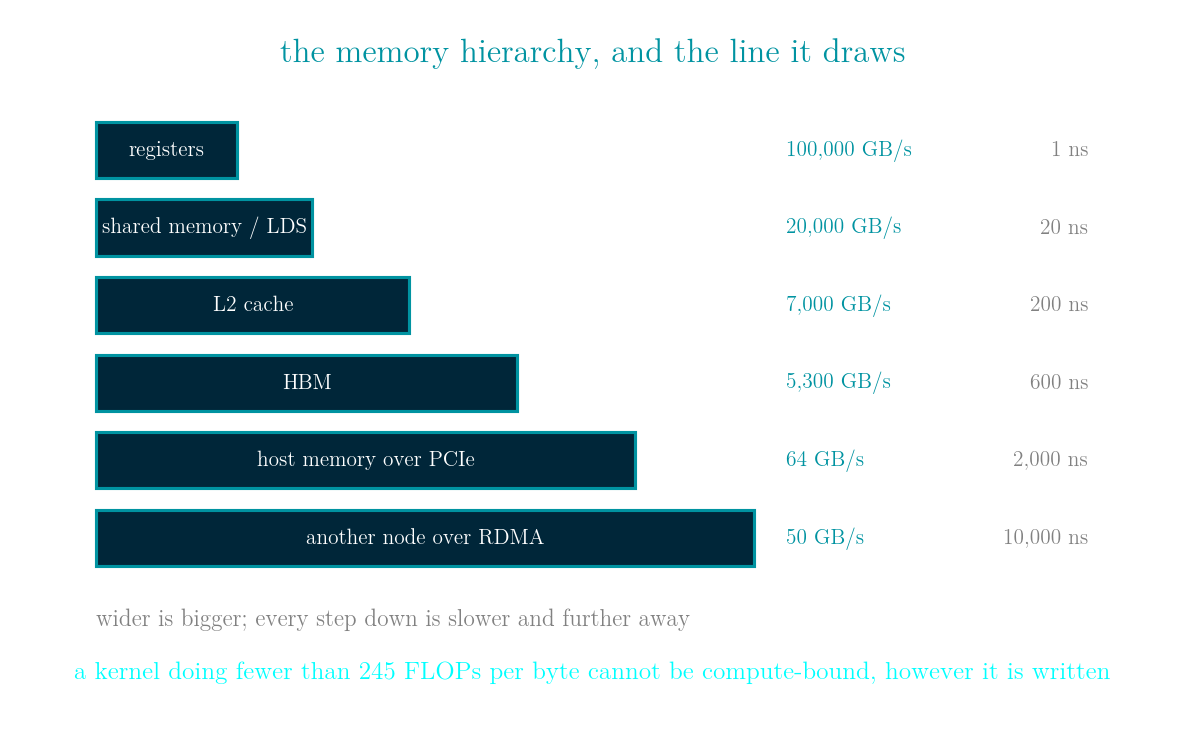 the memory hierarchy, and the line it draws
registers 100,000 GB/s 1 ns
shared memory / LDS 20,000 GB/s 20 ns
L2 cache 7,000 GB/s 200 ns
HBM 5,300 GB/s 600 ns
host memory over PCIe 64 GB/s 2,000 ns
another node over RDMA 50 GB/s 10,000 ns
wider is bigger; every step down is slower and further away
a kernel doing fewer than 245 FLOPs per byte cannot be compute-bound, however it is written